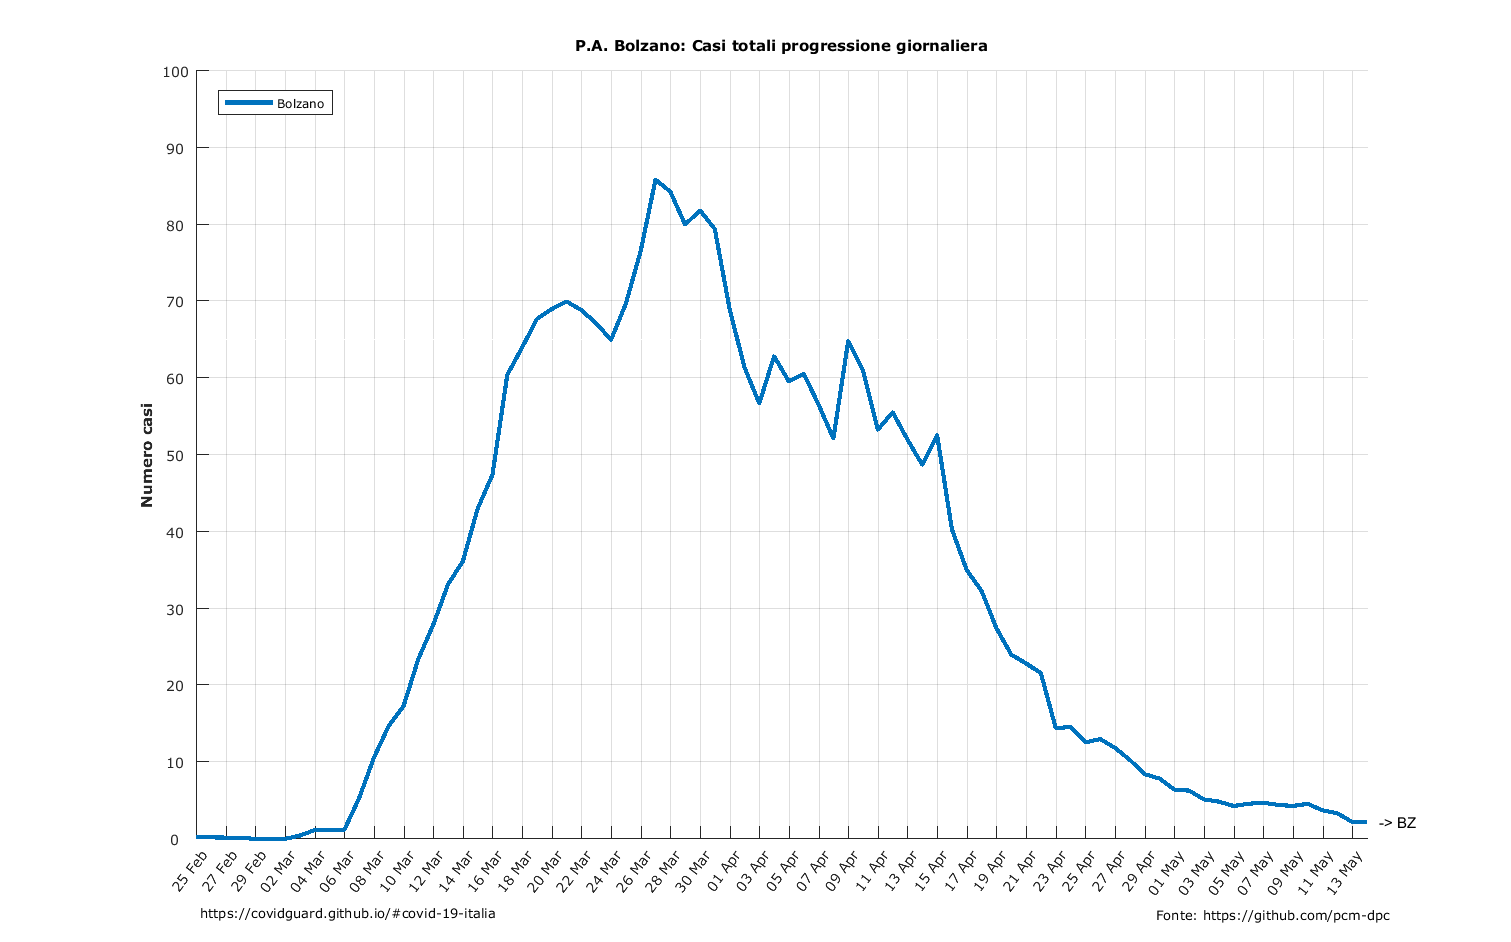 P.A. Bolzano: Casi totali progressione giornaliera
Bolzano
Numero casi
100
90
80
70
60
50
40
30
20
10
0
-> BZ
25 Feb
27 Feb
29 Feb
02 Mar
04 Mar
06 Mar
08 Mar
10 Mar
12 Mar
14 Mar
16 Mar
18 Mar
20 Mar
22 Mar
24 Mar
26 Mar
28 Mar
30 Mar
01 Apr
03 Apr
05 Apr
07 Apr
09 Apr
11 Apr
13 Apr
15 Apr
17 Apr
19 Apr
21 Apr
23 Apr
25 Apr
27 Apr
29 Apr
01 May
03 May
05 May
07 May
09 May
11 May
13 May
https://covidguard.github.io/#covid-19-italia
Fonte: https://github.com/pcm-dpc